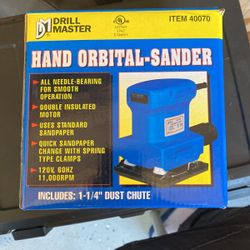 DRILL MASTER
ITEM 40070
HAND ORBITAL-SANDER
ALL NEEDLE-BEARING
FOR SMOOTH
OPERATION
DOUBLE INSULATED
MOTOR
USES STANDARD
SANDPAPER
QUICK SANDPAPER
CHANGE WITH SPRING
TYPE CLAMPS
120V, 60HZ
11,000RPM
INCLUDES: 1-1/4" DUST CHUTE